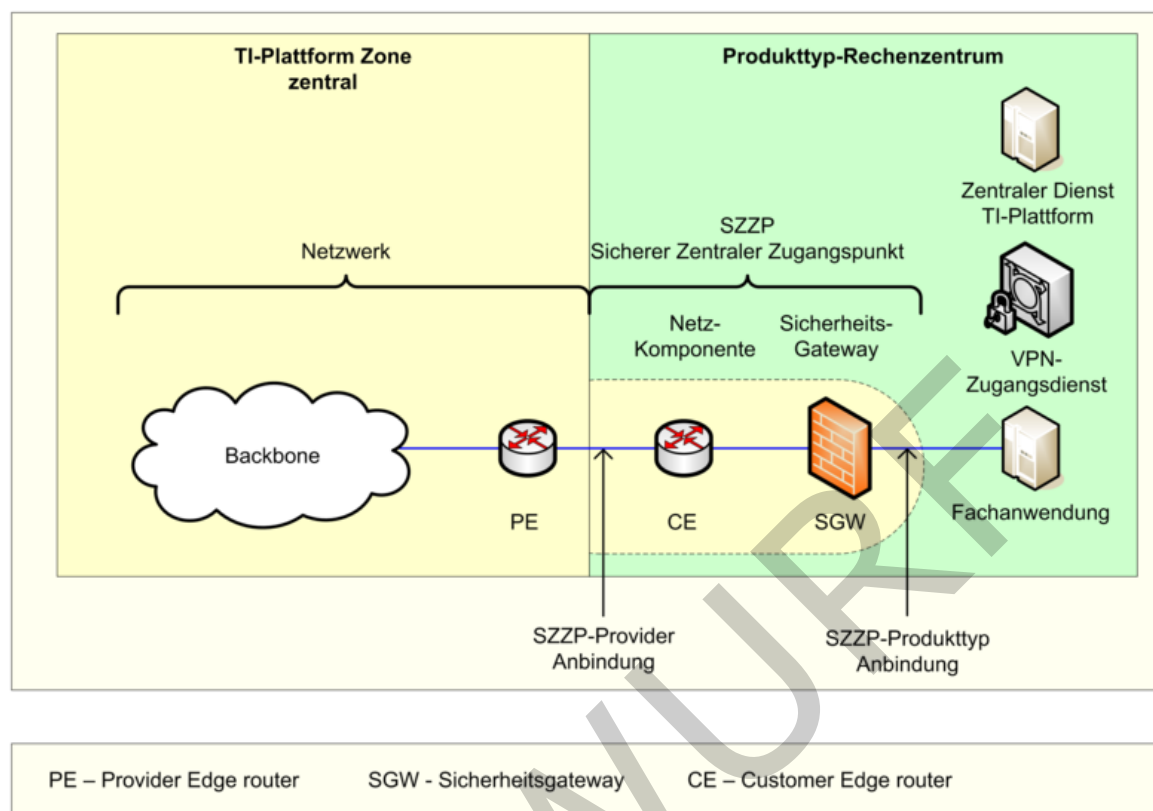 TI-Plattform Zone
zentral
Produkttyp-Rechenzentrum
Zentraler Dienst
TI-Plattform
SZZP
Sicherer Zentraler Zugangspunkt
Netzwerk
Netz-
Komponente
Sicherheits-
Gateway
VPN-
Zugangsdienst
Backbone
PE
CE
SGW
Fachanwendung
SZZP-Provider
Anbindung
SZZP-Produkttyp
Anbindung
PE – Provider Edge router
SGW - Sicherheitsgateway
CE – Customer Edge router
WURF